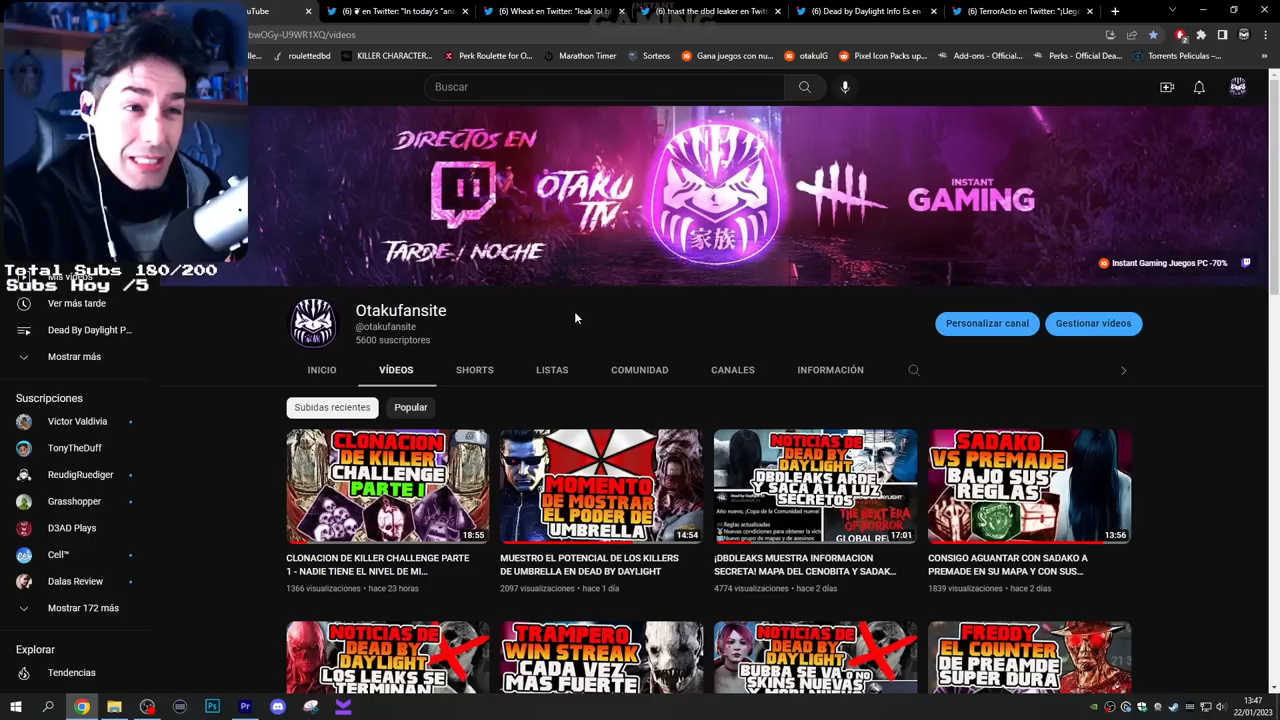 uTube
(6) ❦ en Twitter: "In today's "an
(6) Wheat en Twitter: "leak lol.ht
(6) trast the dbd leaker en Twitt
(6) Dead by Daylight Info Es en
(6) TerrorActo en Twitter: "¡Llegó
GAMING
bwOGy-U9WR1XQ/videos
roulettedbd
KILLER CHARACTER...
Perk Roulette for O...
Marathon Timer
Sorteos
Gana juegos con nu...
otakulG
Pixel Icon Packs up...
Add-ons - Official...
Perks - Official Dea...
Torrents Películas –...
Buscar
DIRECTOS EN
OTAKU
TARDE / NOCHE
家族
INSTANT
GAMING
Instant Gaming Juegos PC -70%
Total Subs 180/200
Subs Hoy /5
Mis vídeos
Ver más tarde
Dead By Daylight P...
Mostrar más
Suscripciones
Victor Valdivia
TonyTheDuff
ReudigRuediger
Grasshopper
D3AD Plays
Cell™
Dalas Review
Mostrar 172 más
Explorar
Tendencias
Otakufansite
@otakufansite
5600 suscriptores
Personalizar canal
Gestionar vídeos
INICIO
VÍDEOS
SHORTS
LISTAS
COMUNIDAD
CANALES
INFORMACIÓN
Subidas recientes
Popular
CLONACION
DE KILLER
CHALLENGE
PARTE
18:55
MOMENTO
DE MOSTRAR
EL PODER DE
UMBRELLA
14:54
NOTICIAS DE
DEAD BY
DAYLIGHT
DBDLEAKS ARDE
Y SACA A LA LUZ
SECRETOS
17:01
SADAKO
VS PREMADE
BAJO SUS
REGLAS
13:56
CLONACION DE KILLER CHALLENGE PARTE
1 - NADIE TIENE EL NIVEL DE MI...
1366 visualizaciones • hace 23 horas
MUESTRO EL POTENCIAL DE LOS KILLERS
DE UMBRELLA EN DEAD BY DAYLIGHT
2097 visualizaciones • hace 1 día
¡DBDLEAKS MUESTRA INFORMACION
SECRETA! MAPA DEL CENOBITA Y SADAK...
4774 visualizaciones • hace 2 días
CONSIGO AGUANTAR CON SADAKO A
PREMADE EN SU MAPA Y CON SUS...
1839 visualizaciones • hace 2 días
NOTICIAS DE
DEAD BY
DAYLIGHT
LOS LEAKS SE
TERMINAN
TRAMPERO
WIN STREAK
CADA VEZ
MAS FUERTE
NOTICIAS DE
DEAD BY
DAYLIGHT
BUBBA SE VA O
SKINS NUEVAS
FREDDY
EL COUNTER
DE PREAMDE
SUPER DURA
13:47
22/01/2023